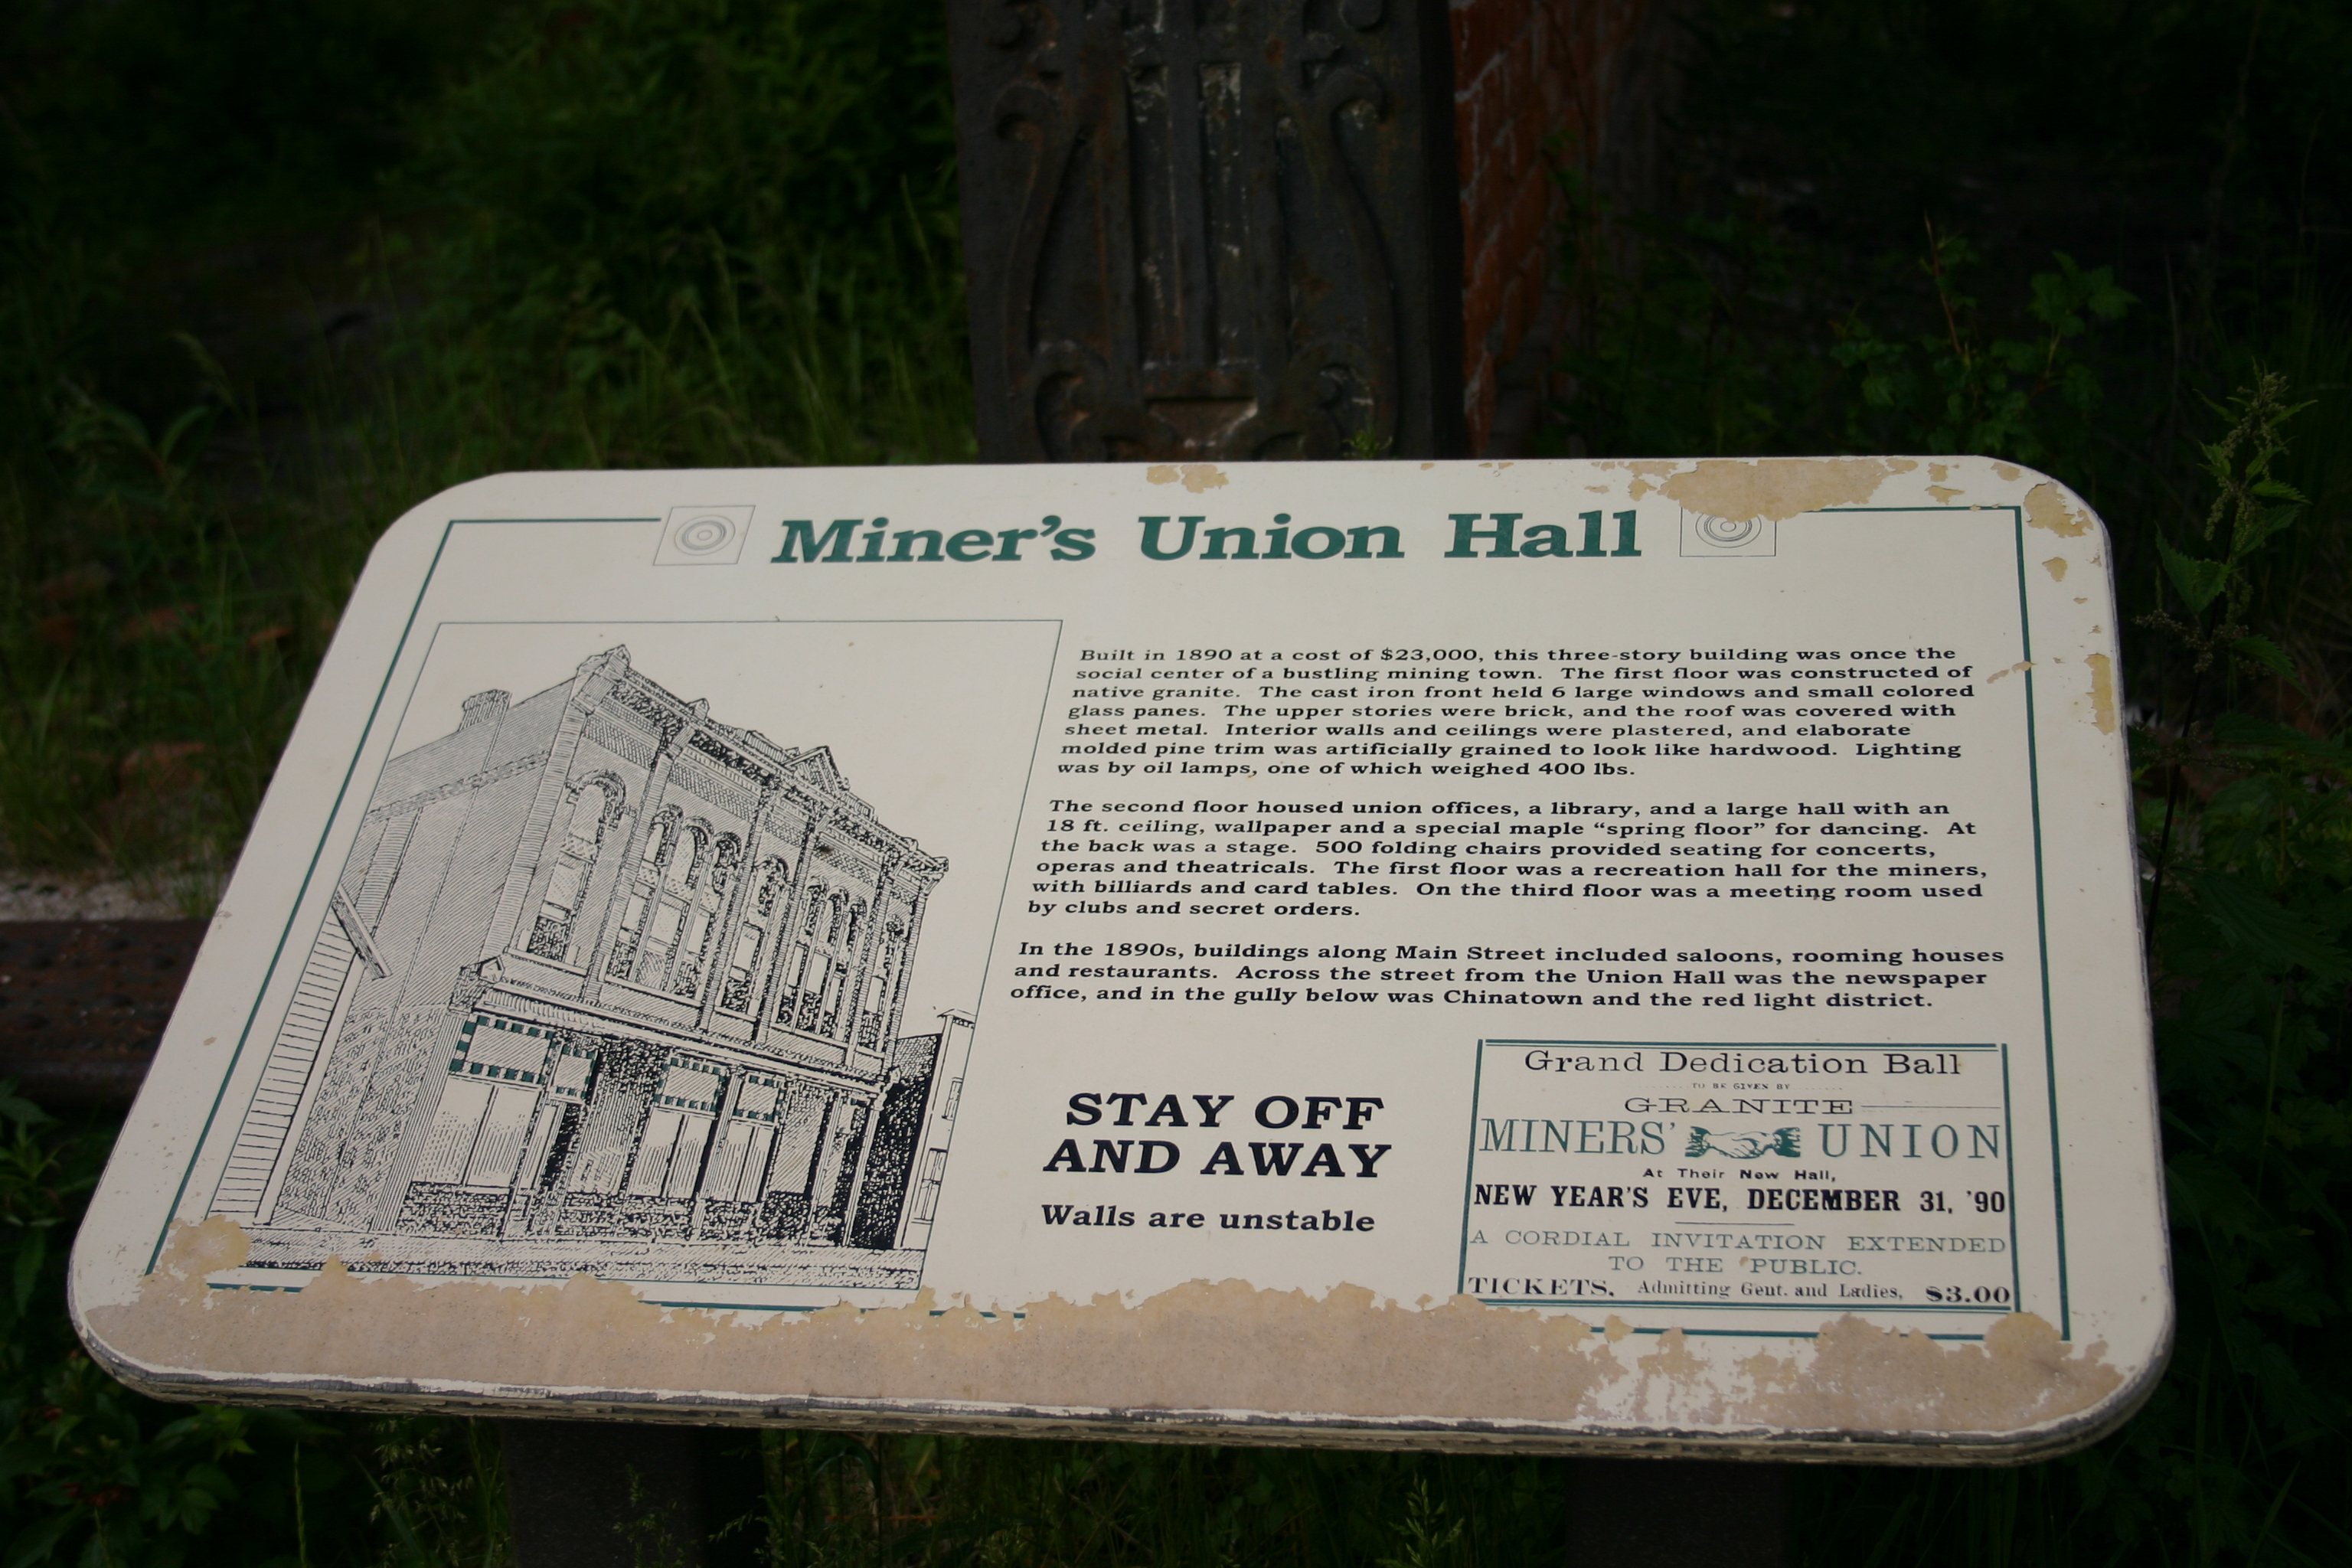 Miner's Union Hall
Built in 1890 at a cost of $23,000, this three-story building was once the
social center of a bustling mining town. The first floor was constructed of
native granite. The cast iron front held 6 large windows and small colored
glass panes. The upper stories were brick, and the roof was covered with
sheet metal. Interior walls and ceilings were plastered, and elaborate
molded pine trim was artificially grained to look like hardwood. Lighting
was by oil lamps, one of which weighed 400 lbs.
The second floor housed union offices, a library, and a large hall with an
18 ft. ceiling, wallpaper and a special maple "spring floor" for dancing. At
the back was a stage. 500 folding chairs provided seating for concerts,
operas and theatricals. The first floor was a recreation hall for the miners,
with billiards and card tables. On the third floor was a meeting room used
by clubs and secret orders.
In the 1890s, buildings along Main Street included saloons, rooming houses
and restaurants. Across the street from the Union Hall was the newspaper
office, and in the gully below was Chinatown and the red light district.
STAY OFF
AND AWAY
Walls are unstable
Grand Dedication Ball
TO BE GIVEN BY
GRANITE
MINERS' UNION
At Their New Hall,
NEW YEAR'S EVE, DECEMBER 31, '90
A CORDIAL INVITATION EXTENDED
TO THE PUBLIC.
TICKETS, Admitting Gent. and Ladies, $3.00